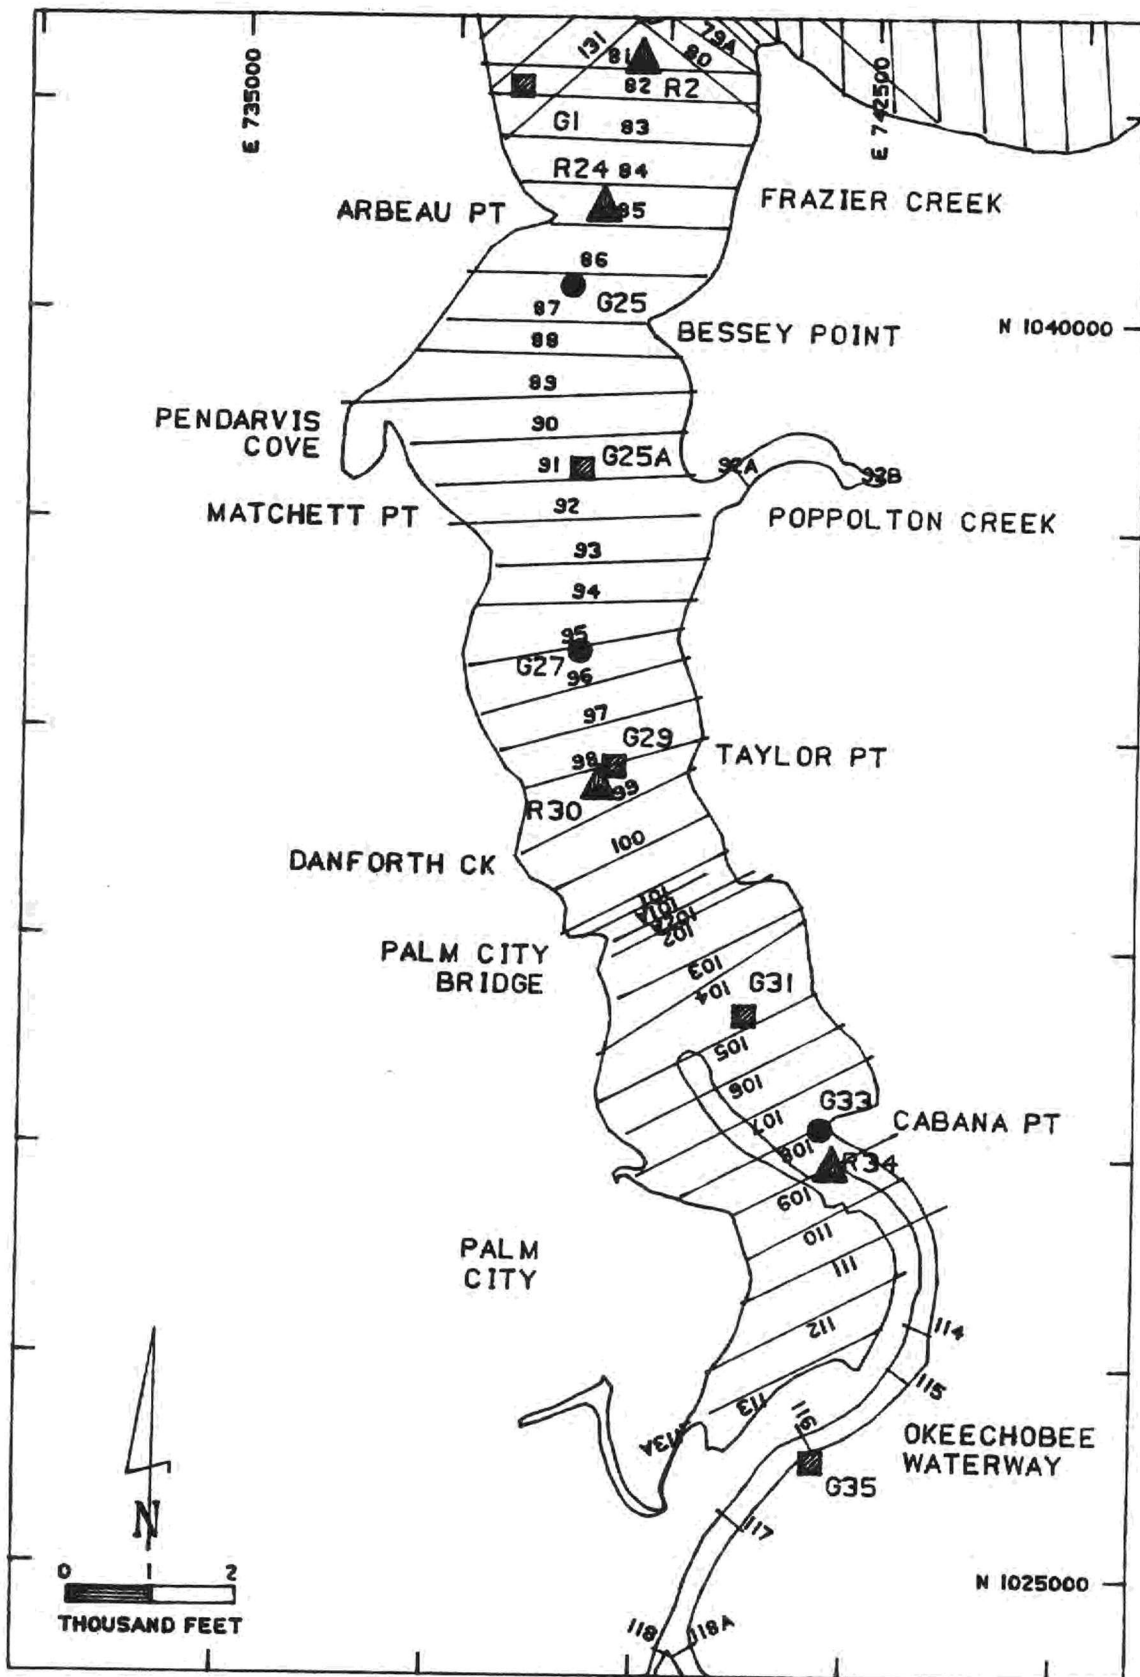 E 735000
131
81
79A
80
E 742500
82
R2
G1
83
R24
84
ARBEAU PT
85
FRAZIER CREEK
86
G25
87
N 1040000
BESSEY POINT
88
89
PENDARVIS
COVE
90
91
G25A
92A
92B
MATCHETT PT
92
POPPOLTON CREEK
93
94
95
G27
96
97
G29
98
TAYLOR PT
99
R30
100
DANFORTH CK
101
101A
102A
102
PALM CITY
BRIDGE
103
104
G31
105
106
107
G33
CABANA PT
108
R34
109
110
PALM
CITY
111
112
114
115
113
116
113A
OKEECHOBEE
WATERWAY
G35
117
N
N 1025000
0 1 2
THOUSAND FEET
118
118A